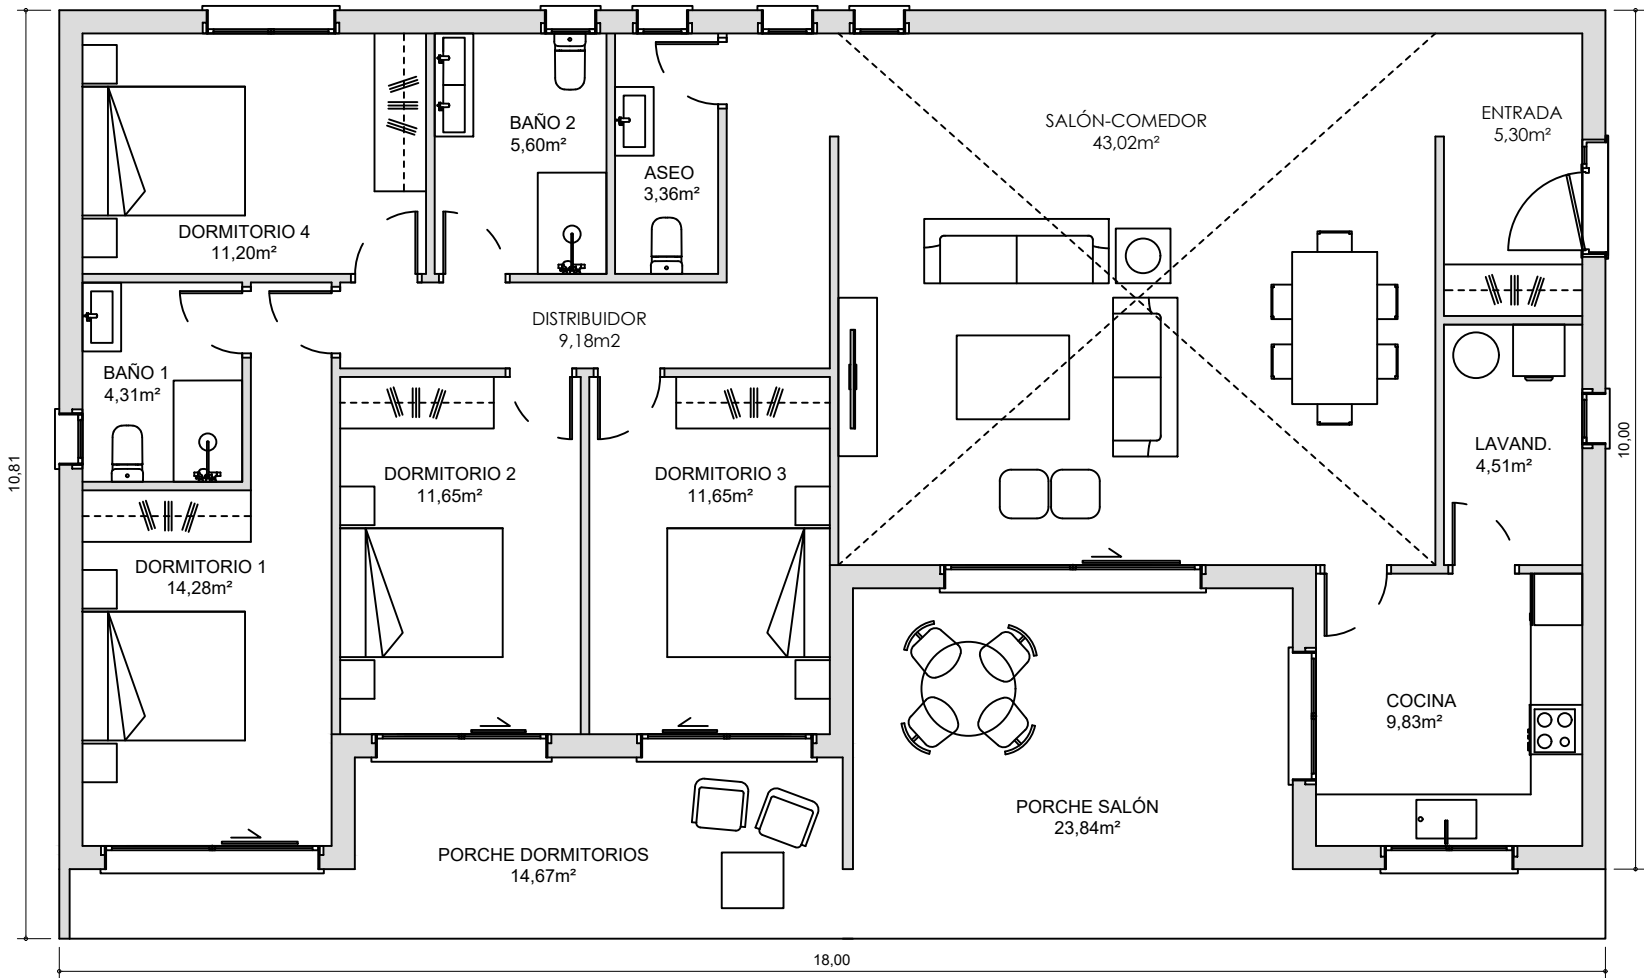 BAÑO 2
5,60m²
ASEO
3,36m²
SALÓN-COMEDOR
43,02m²
ENTRADA
5,30m²
DORMITORIO 4
11,20m²
DISTRIBUIDOR
9,18m2
BAÑO 1
4,31m²
DORMITORIO 2
11,65m²
DORMITORIO 3
11,65m²
LAVAND.
4,51m²
10,81
10,00
DORMITORIO 1
14,28m²
COCINA
9,83m²
PORCHE SALÓN
23,84m²
PORCHE DORMITORIOS
14,67m²
18,00